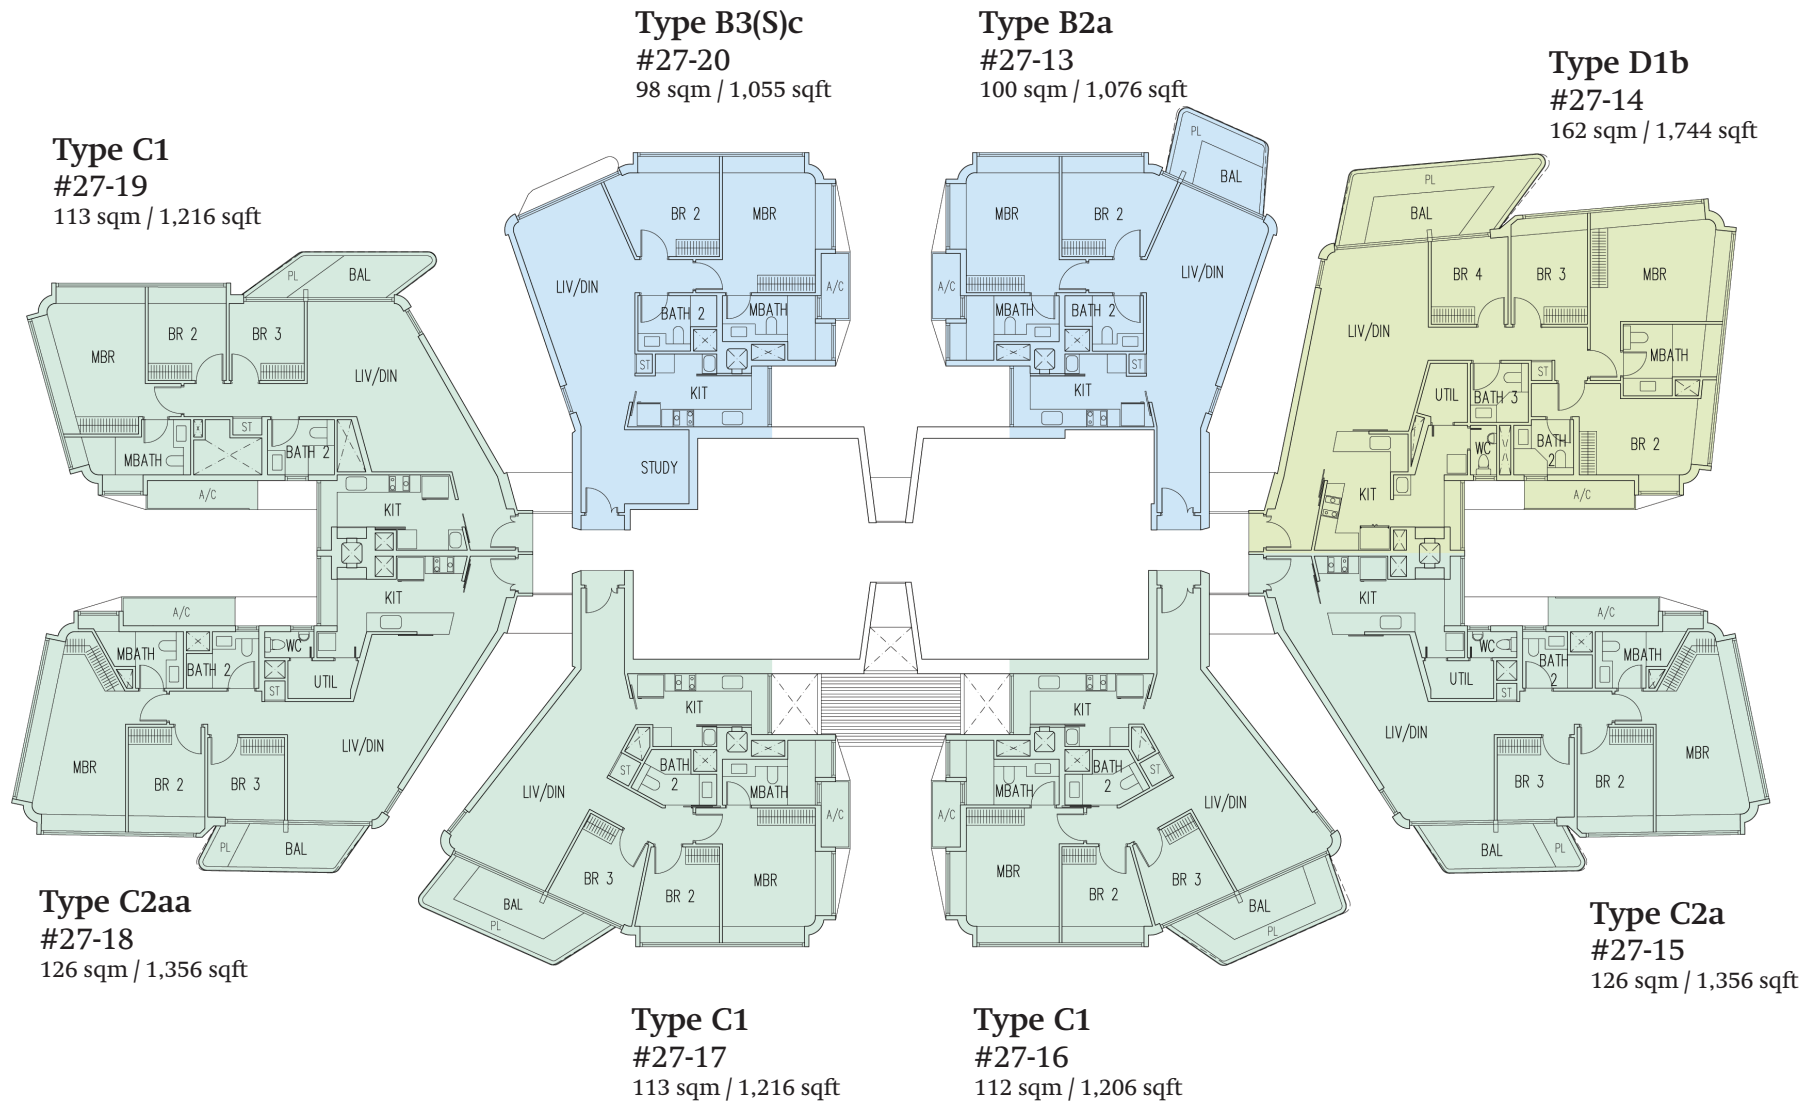 Type B3(S)c
#27-20
98 sqm / 1,055 sqft
Type B2a
#27-13
100 sqm / 1,076 sqft
Type D1b
#27-14
162 sqm / 1,744 sqft
Type C1
#27-19
113 sqm / 1,216 sqft
PL
BAL
MBR
BR 2
BR 3
LIV/DIN
ST
MBATH
BATH 2
A/C
KIT
BR 2
MBR
LIV/DIN
A/C
BATH 2
MBATH
ST
KIT
STUDY
PL
BAL
MBR
BR 2
LIV/DIN
A/C
MBATH
BATH 2
ST
KIT
PL
BAL
BR 4
BR 3
MBR
LIV/DIN
MBATH
ST
UTIL
BATH 3
WC
BATH
2
BR 2
KIT
A/C
KIT
A/C
MBATH
BATH 2
WC
ST
UTIL
LIV/DIN
MBR
BR 2
BR 3
PL
BAL
KIT
BATH
2
ST
MBATH
LIV/DIN
A/C
BR 3
BR 2
MBR
BAL
PL
KIT
BATH
2
ST
MBATH
LIV/DIN
A/C
MBR
BR 2
BR 3
BAL
PL
KIT
A/C
WC
BATH
2
MBATH
UTIL
ST
LIV/DIN
MBR
BR 3
BR 2
BAL
PL
Type C2aa
#27-18
126 sqm / 1,356 sqft
Type C2a
#27-15
126 sqm / 1,356 sqft
Type C1
#27-17
113 sqm / 1,216 sqft
Type C1
#27-16
112 sqm / 1,206 sqft